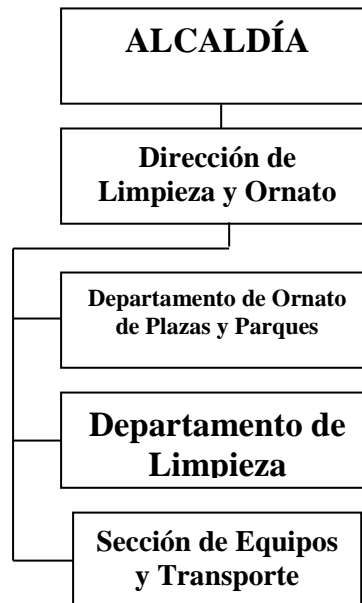 ALCALDÍA
Dirección de
Limpieza y Ornato
Departamento de Ornato
de Plazas y Parques
Departamento de
Limpieza
Sección de Equipos
y Transporte